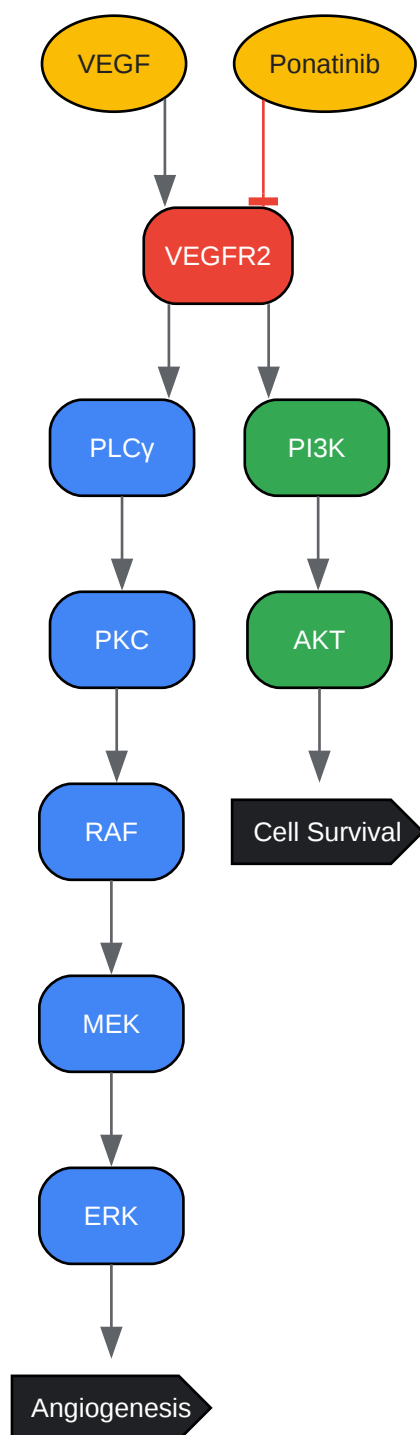 VEGF
Ponatinib
VEGFR2
PLCγ
PI3K
PKC
AKT
RAF
Cell Survival
MEK
ERK
Angiogenesis